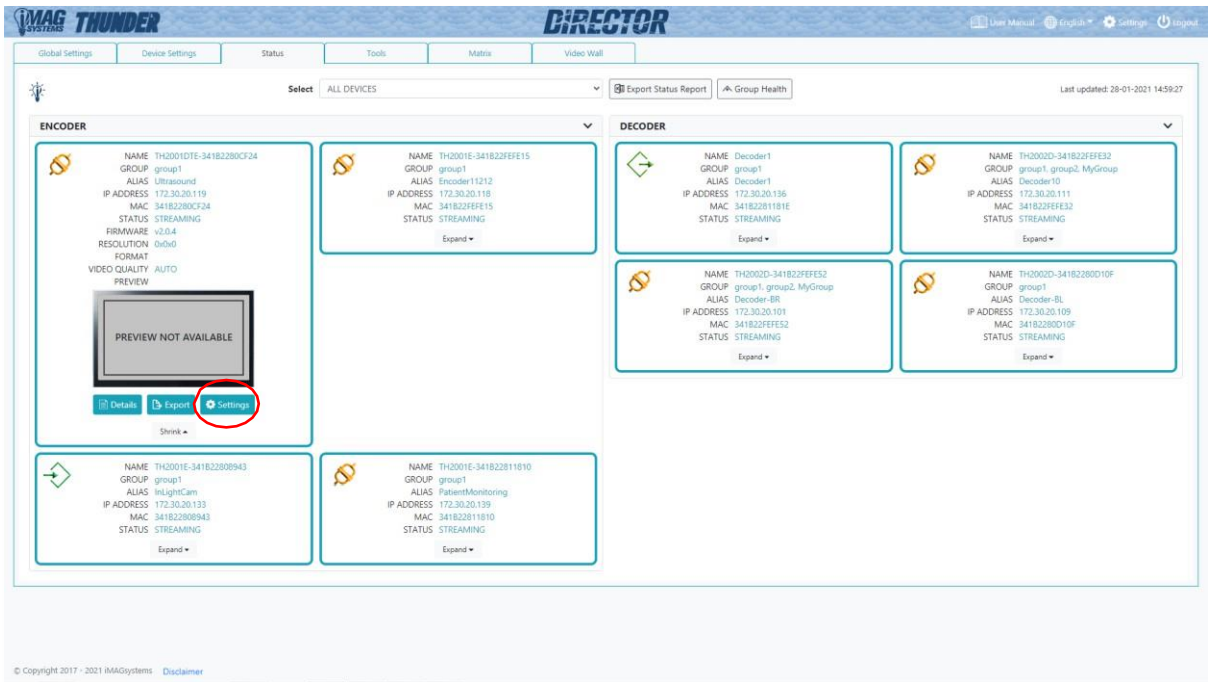 iMAG SYSTEMS THUNDER
DiRECTOR
User Manual English Settings Logout
Global Settings Device Settings Status Tools Matrix Video Wall
Select ALL DEVICES Export Status Report Group Health Last updated: 28-01-2021 14:59:27
ENCODER
NAME TH2001DTE-341B22280CF24
GROUP group1
ALIAS Ultrasound
IP ADDRESS 172.30.20.119
MAC 341B2280CF24
STATUS STREAMING
FIRMWARE v2.0.4
RESOLUTION 0x0x0
FORMAT
VIDEO QUALITY AUTO
PREVIEW
PREVIEW NOT AVAILABLE
Details Export Settings
Shrink
NAME TH2001E-341B22FEFE15
GROUP group1
ALIAS Encoder11212
IP ADDRESS 172.30.20.118
MAC 341B22FEFE15
STATUS STREAMING
Expand
NAME TH2001E-341B22808943
GROUP group1
ALIAS InLightCam
IP ADDRESS 172.30.20.133
MAC 341B22808943
STATUS STREAMING
Expand
NAME TH2001E-341B22811810
GROUP group1
ALIAS PatientMonitoring
IP ADDRESS 172.30.20.139
MAC 341B22811810
STATUS STREAMING
Expand
DECODER
NAME Decoder1
GROUP group1
ALIAS Decoder1
IP ADDRESS 172.30.20.136
MAC 341B2281181E
STATUS STREAMING
Expand
NAME TH2002D-341B22FEFE32
GROUP group1, group2, MyGroup
ALIAS Decoder10
IP ADDRESS 172.30.20.111
MAC 341B22FEFE32
STATUS STREAMING
Expand
NAME TH2002D-341B22FEFE52
GROUP group1, group2, MyGroup
ALIAS Decoder-BR
IP ADDRESS 172.30.20.101
MAC 341B22FEFE52
STATUS STREAMING
Expand
NAME TH2002D-341B2280D10F
GROUP group1
ALIAS Decoder-BL
IP ADDRESS 172.30.20.109
MAC 341B2280D10F
STATUS STREAMING
Expand
© Copyright 2017 - 2021 iMAGsystems Disclaimer